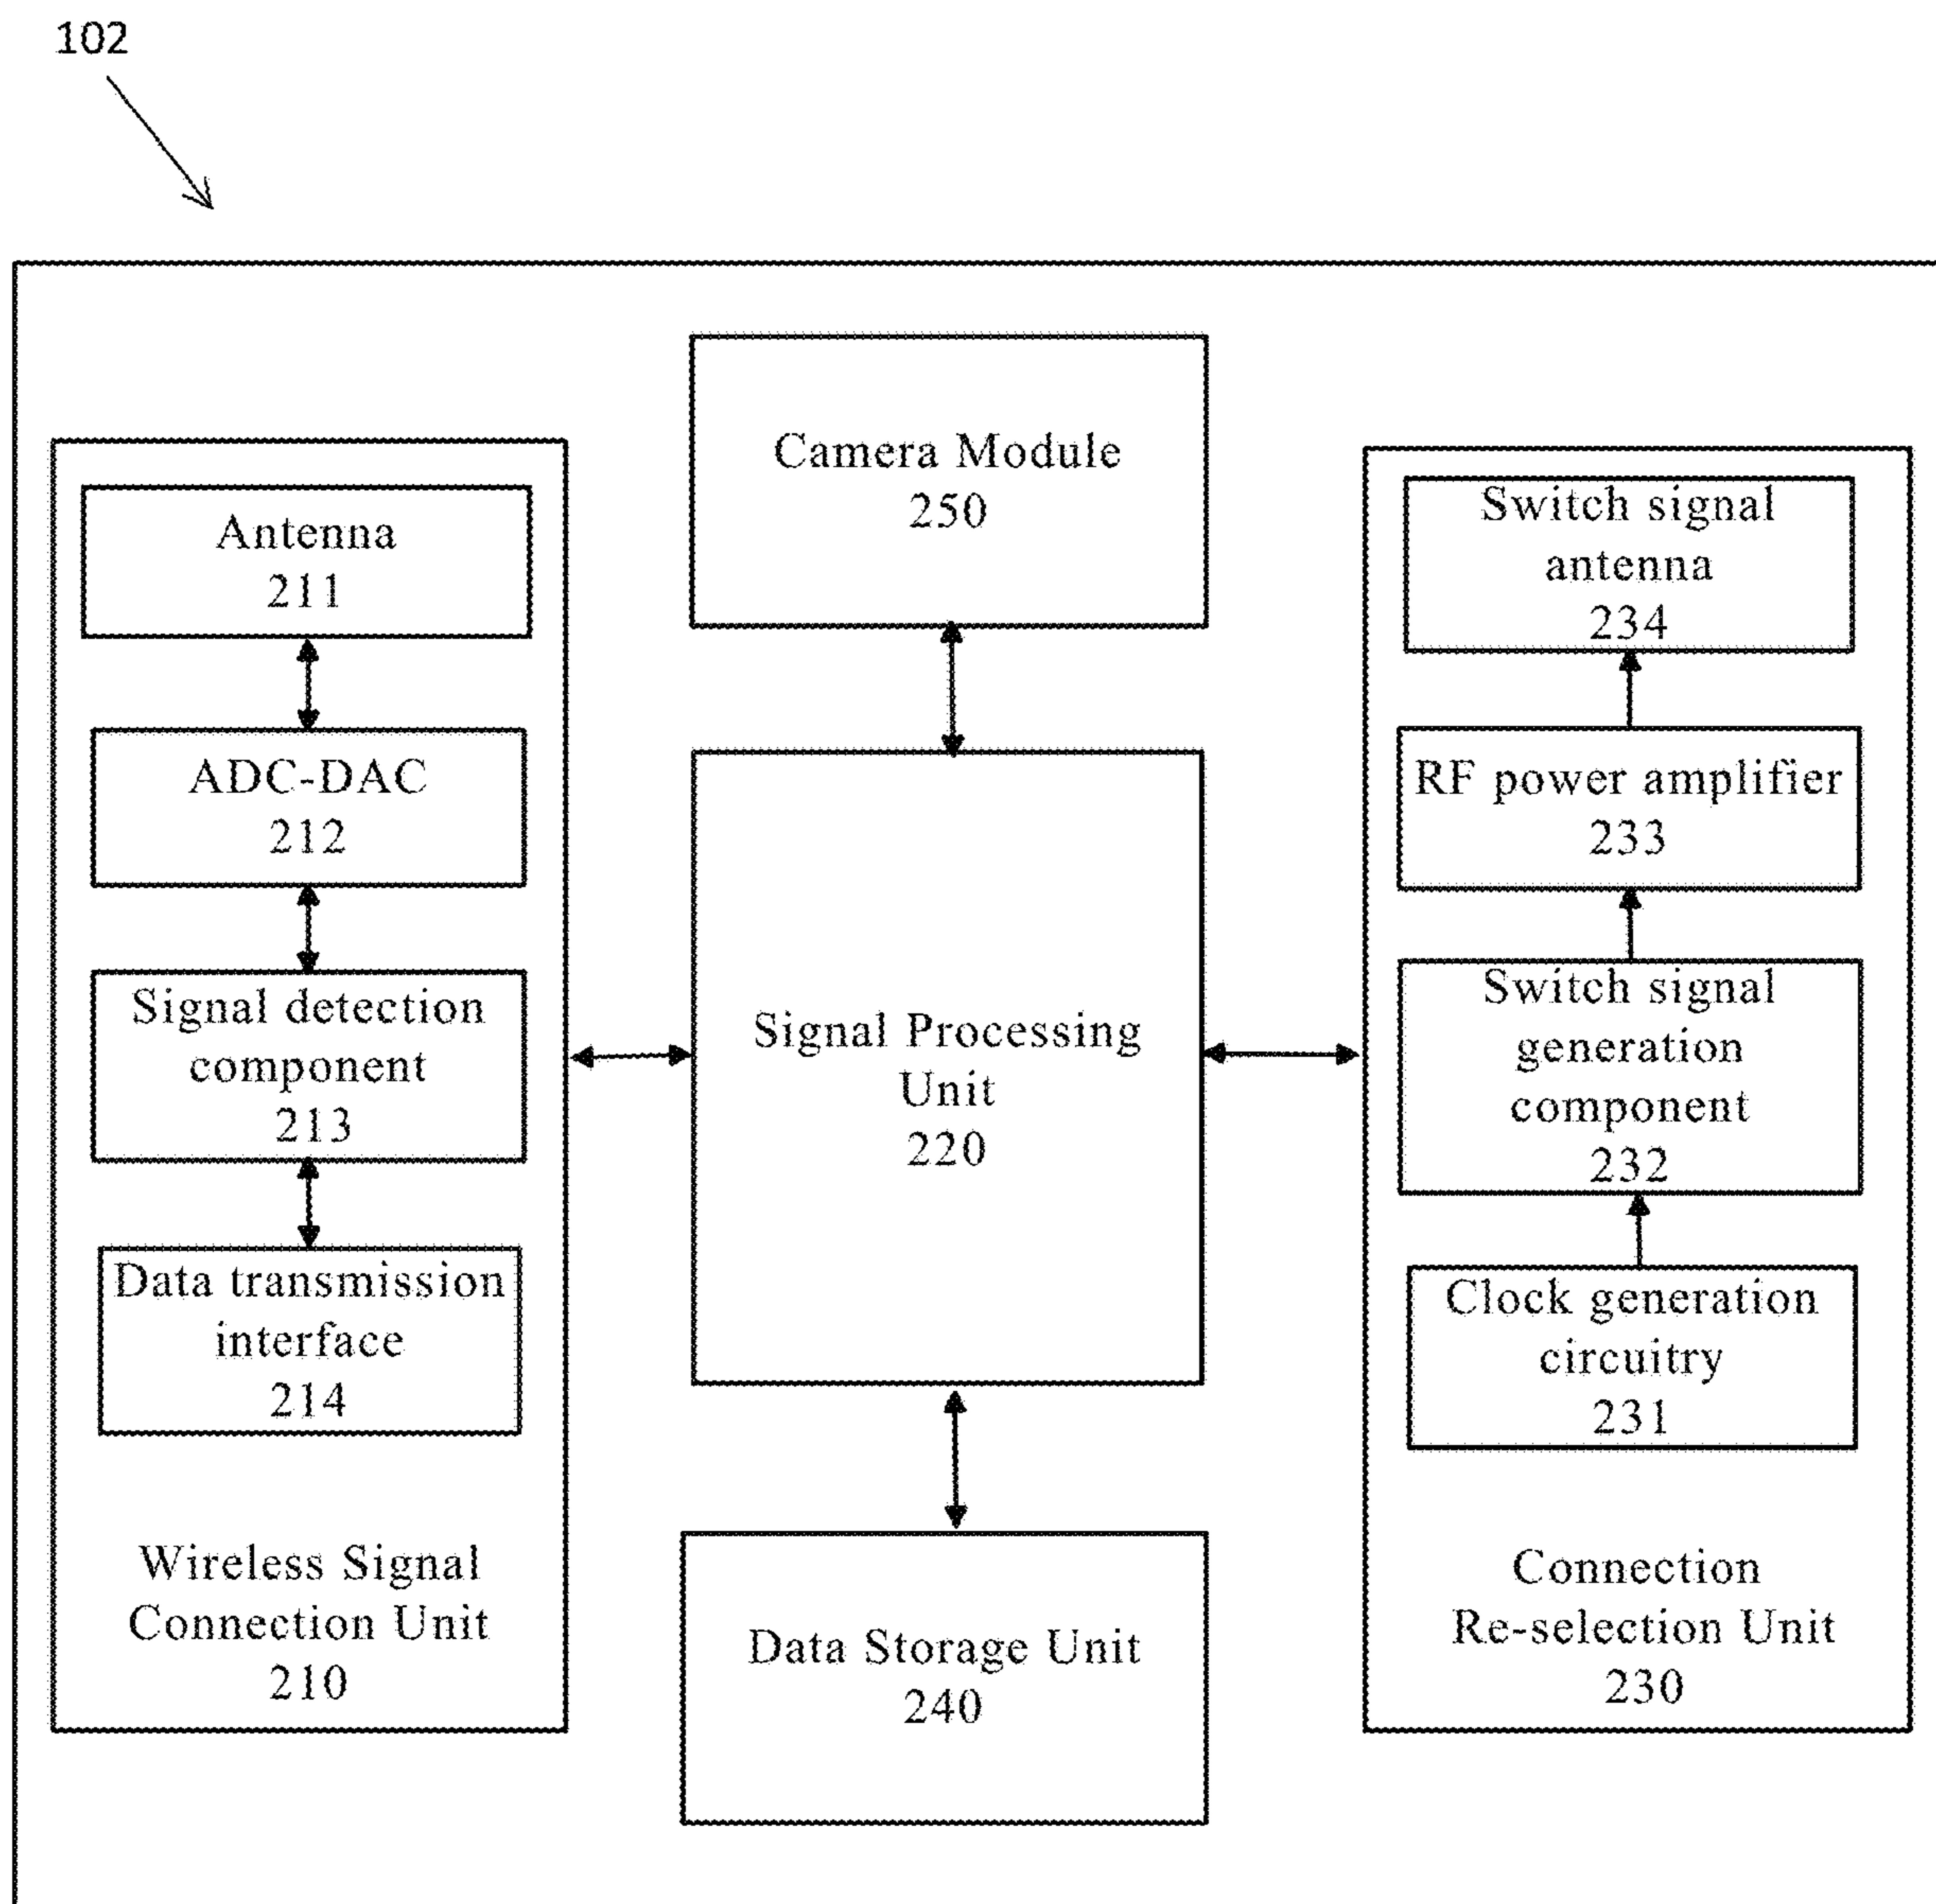 102
Camera Module
250
Antenna
211
ADC-DAC
212
Signal detection
component
213
Data transmission
interface
214
Wireless Signal
Connection Unit
210
Signal Processing
Unit
220
Data Storage Unit
240
Switch signal
antenna
234
RF power amplifier
233
Switch signal
generation
component
232
Clock generation
circuitry
231
Connection
Re-selection Unit
230